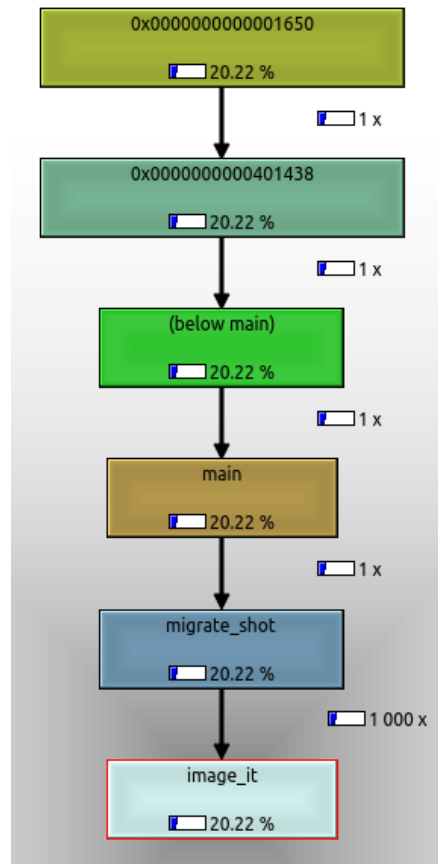 0x0000000000001650
20.22 %
1 x
0x0000000000401438
20.22 %
1 x
(below main)
20.22 %
1 x
main
20.22 %
1 x
migrate_shot
20.22 %
1 000 x
image_it
20.22 %